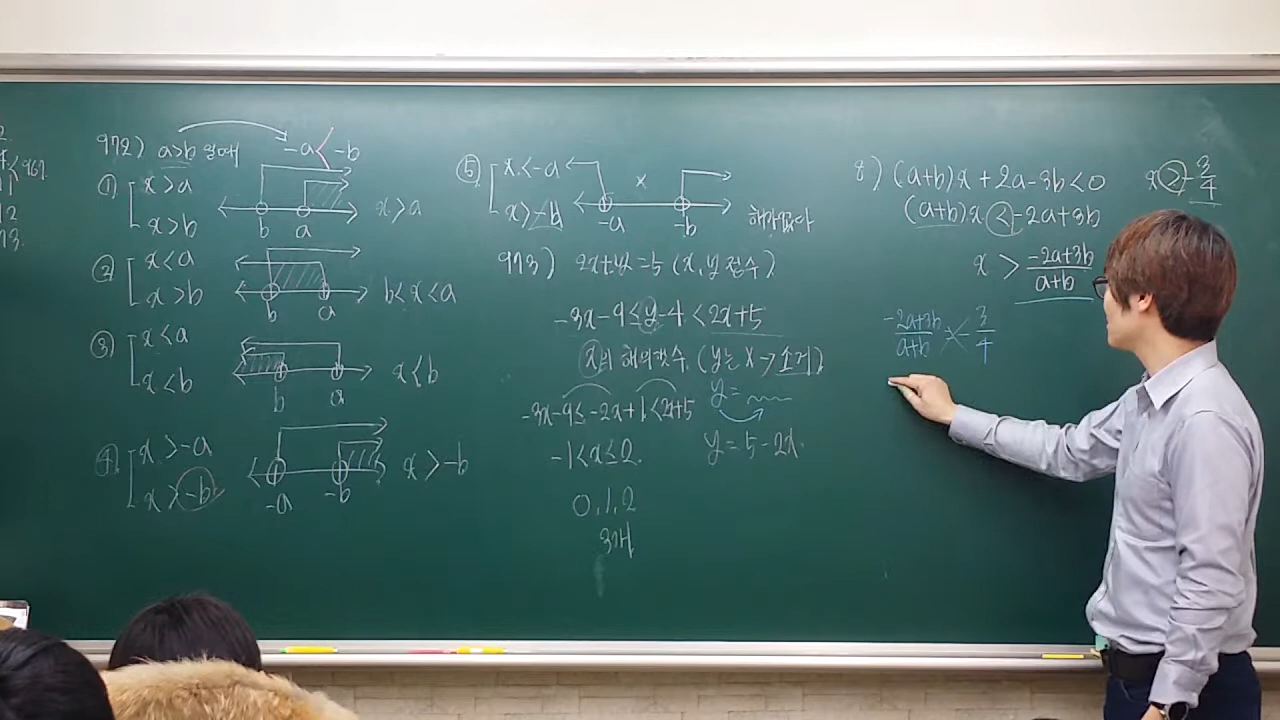 972) a>b 일때 -a < -b
① x>a
x>b
b a
x>a
② x<a
x>b
b a
b<x<a
③ x<a
x<b
b a
x<b
④ x>-a
x>-b
-a -b
x>-b
⑤ x<-a
x>-b
-a × -b
해가없다
973) 2x+y=5 (x, y 정수)
-3x-9≤y-4<2x+5
x의 해의갯수. (y는 x→소거)
y=
-3x-9≤-2x+1<2x+5
y=5-2x.
-1<x≤2.
0,1,2
3개
8) (a+b)x+2a-3b<0 x>-3/4
(a+b)x<-2a+3b
x > (-2a+3b)/(a+b)
(-2a+3b)/(a+b) = -3/4
967